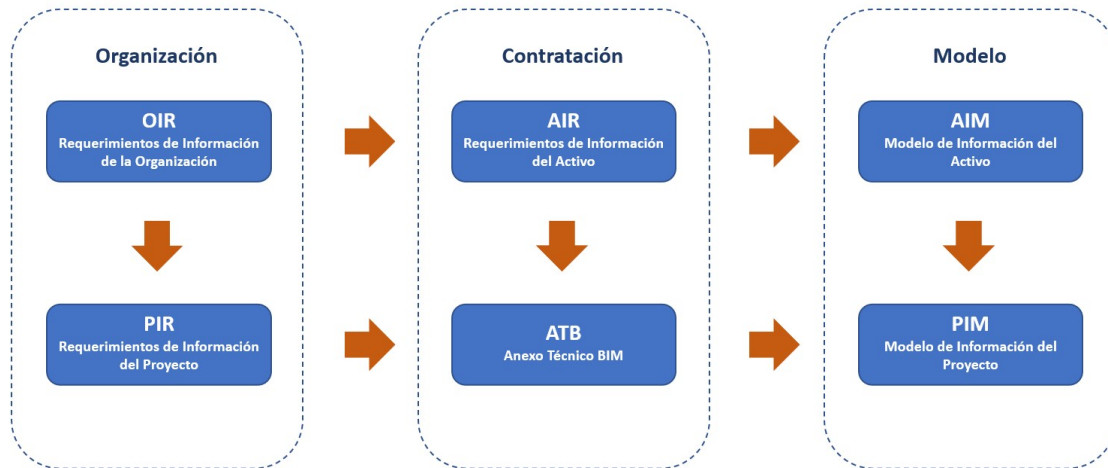 Organización
Contratación
Modelo
OIR
Requerimientos de Información
de la Organización
AIR
Requerimientos de Información
del Activo
AIM
Modelo de Información del
Activo
PIR
Requerimientos de Información
del Proyecto
ATB
Anexo Técnico BIM
PIM
Modelo de Información del
Proyecto